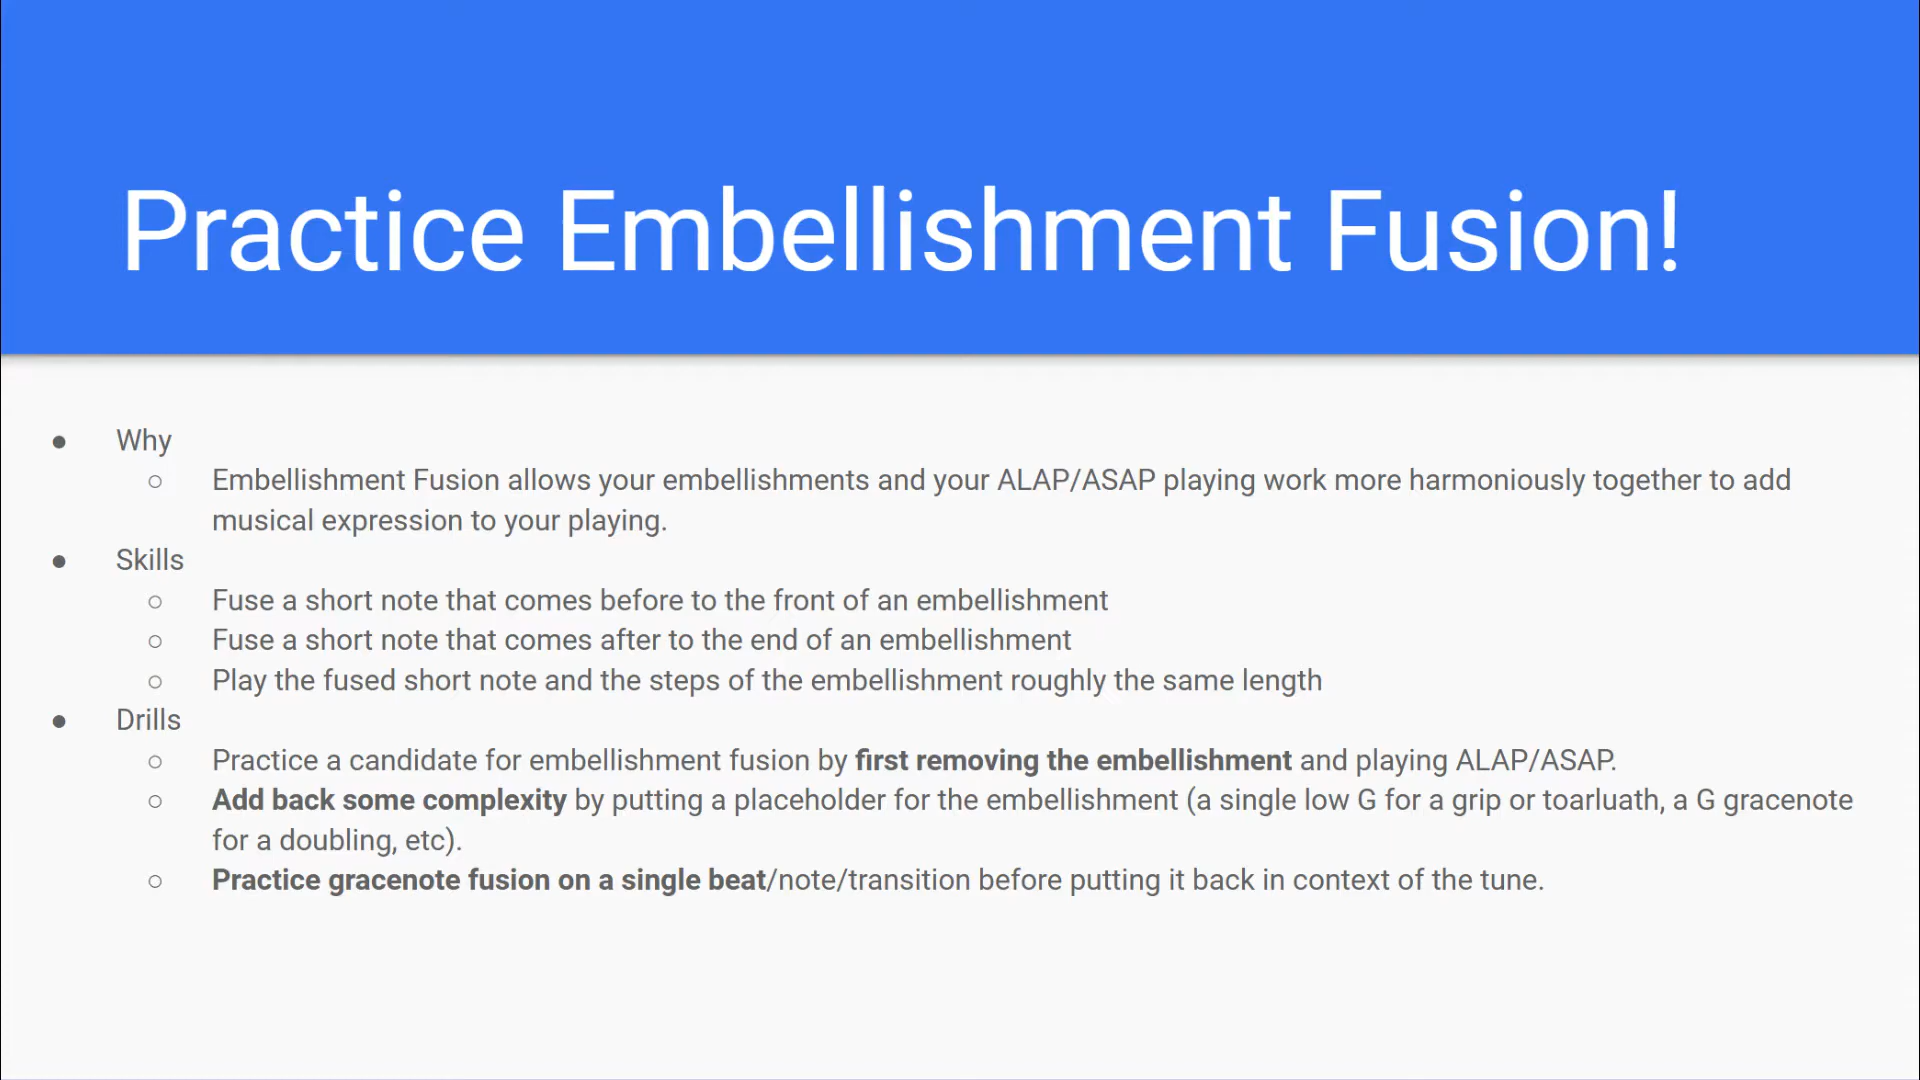 Practice Embellishment Fusion!
● Why
○ Embellishment Fusion allows your embellishments and your ALAP/ASAP playing work more harmoniously together to add
musical expression to your playing.
● Skills
○ Fuse a short note that comes before to the front of an embellishment
○ Fuse a short note that comes after to the end of an embellishment
○ Play the fused short note and the steps of the embellishment roughly the same length
● Drills
○ Practice a candidate for embellishment fusion by first removing the embellishment and playing ALAP/ASAP.
○ Add back some complexity by putting a placeholder for the embellishment (a single low G for a grip or toarluath, a G gracenote
for a doubling, etc).
○ Practice gracenote fusion on a single beat/note/transition before putting it back in context of the tune.